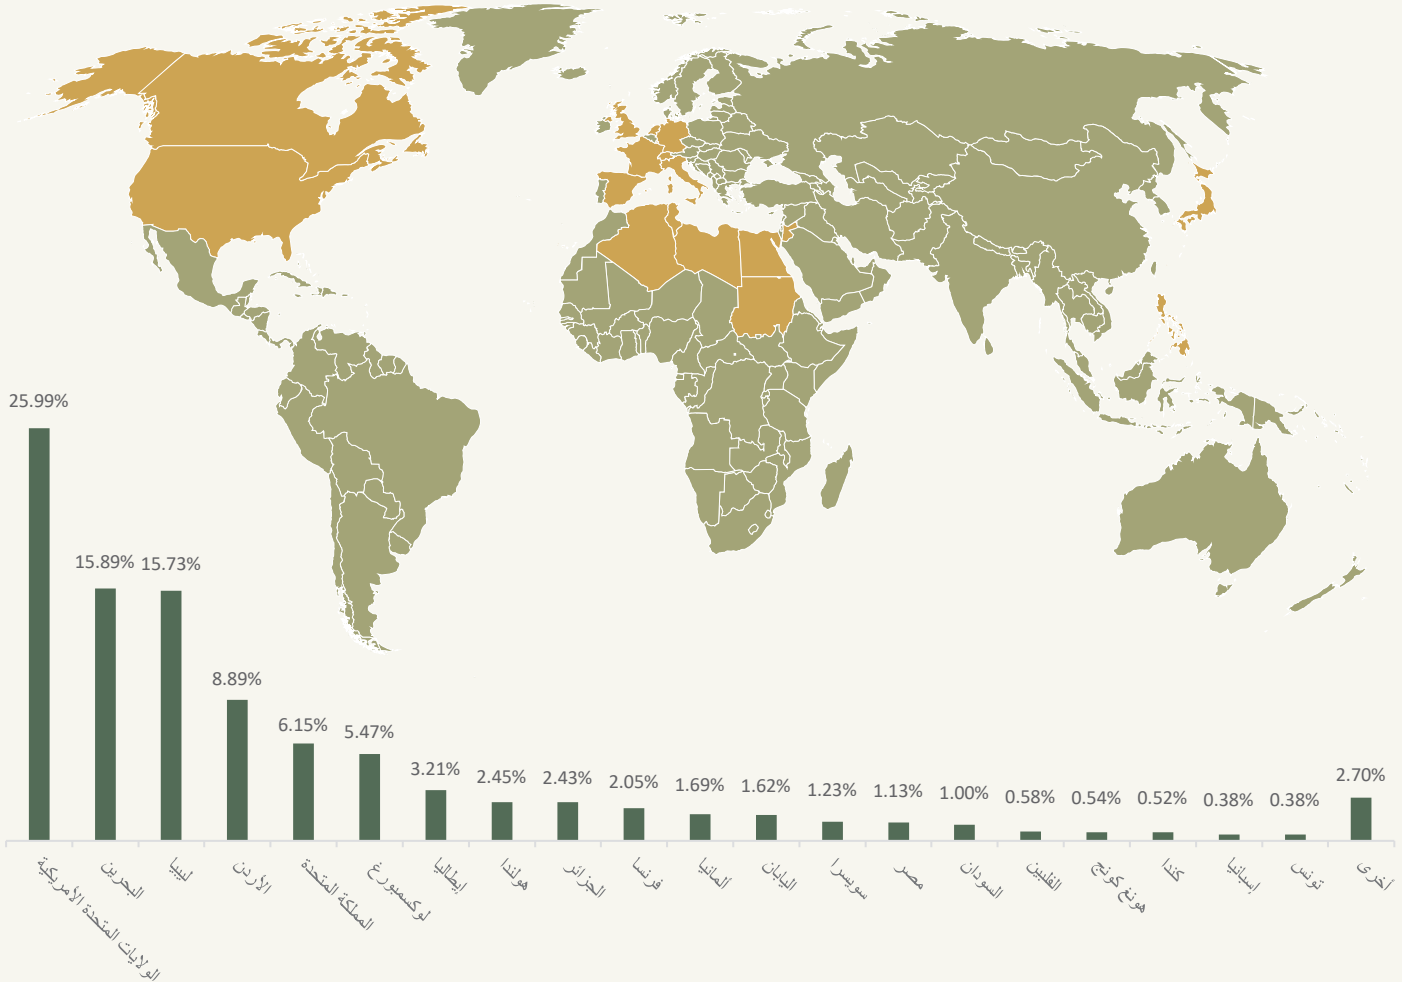 25.99%
15.89%
15.73%
8.89%
6.15%
5.47%
3.21%
2.45%
2.43%
2.05%
1.69%
1.62%
1.23%
1.13%
1.00%
0.58%
0.54%
0.52%
0.38%
0.38%
2.70%
الولايات المتحدة الأمريكية
البحرين
ليبيا
الأردن
المملكة المتحدة
لوكسمبورغ
إيطاليا
هولندا
الجزائر
فرنسا
ألمانيا
اليابان
سويسرا
مصر
السودان
الفلبين
هونغ كونج
كندا
إسبانيا
تونس
أخرى